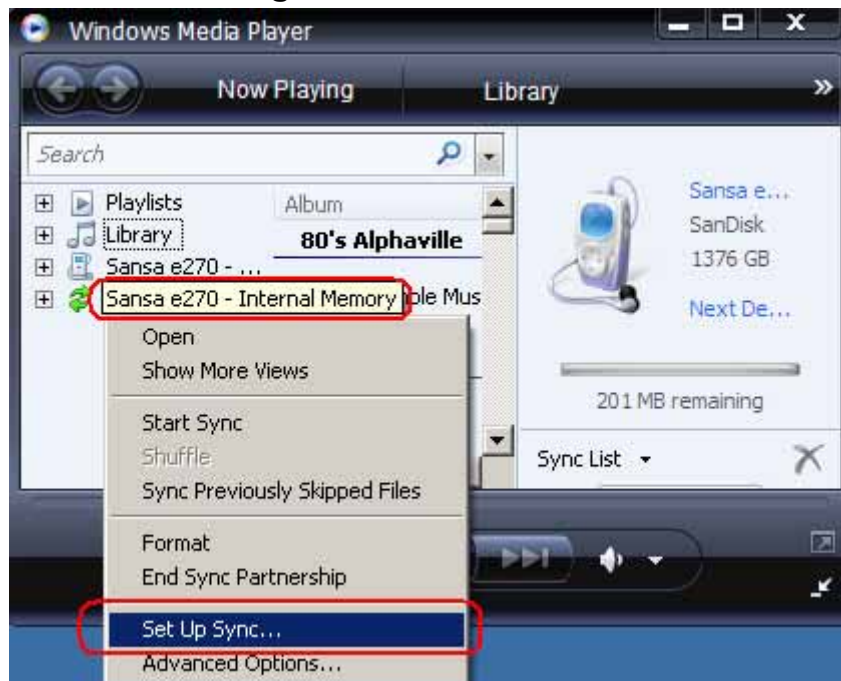 Windows Media Player
Now Playing
Library
»
Search
Playlists
Album
Library
80's Alphaville
Sansa e270 - ...
Sansa e270 - Internal Memory
ple Mus
Open
Show More Views
Start Sync
Shuffle
Sync Previously Skipped Files
Format
End Sync Partnership
Set Up Sync...
Advanced Options...
Sansa e...
SanDisk
1376 GB
Next De...
201 MB remaining
Sync List